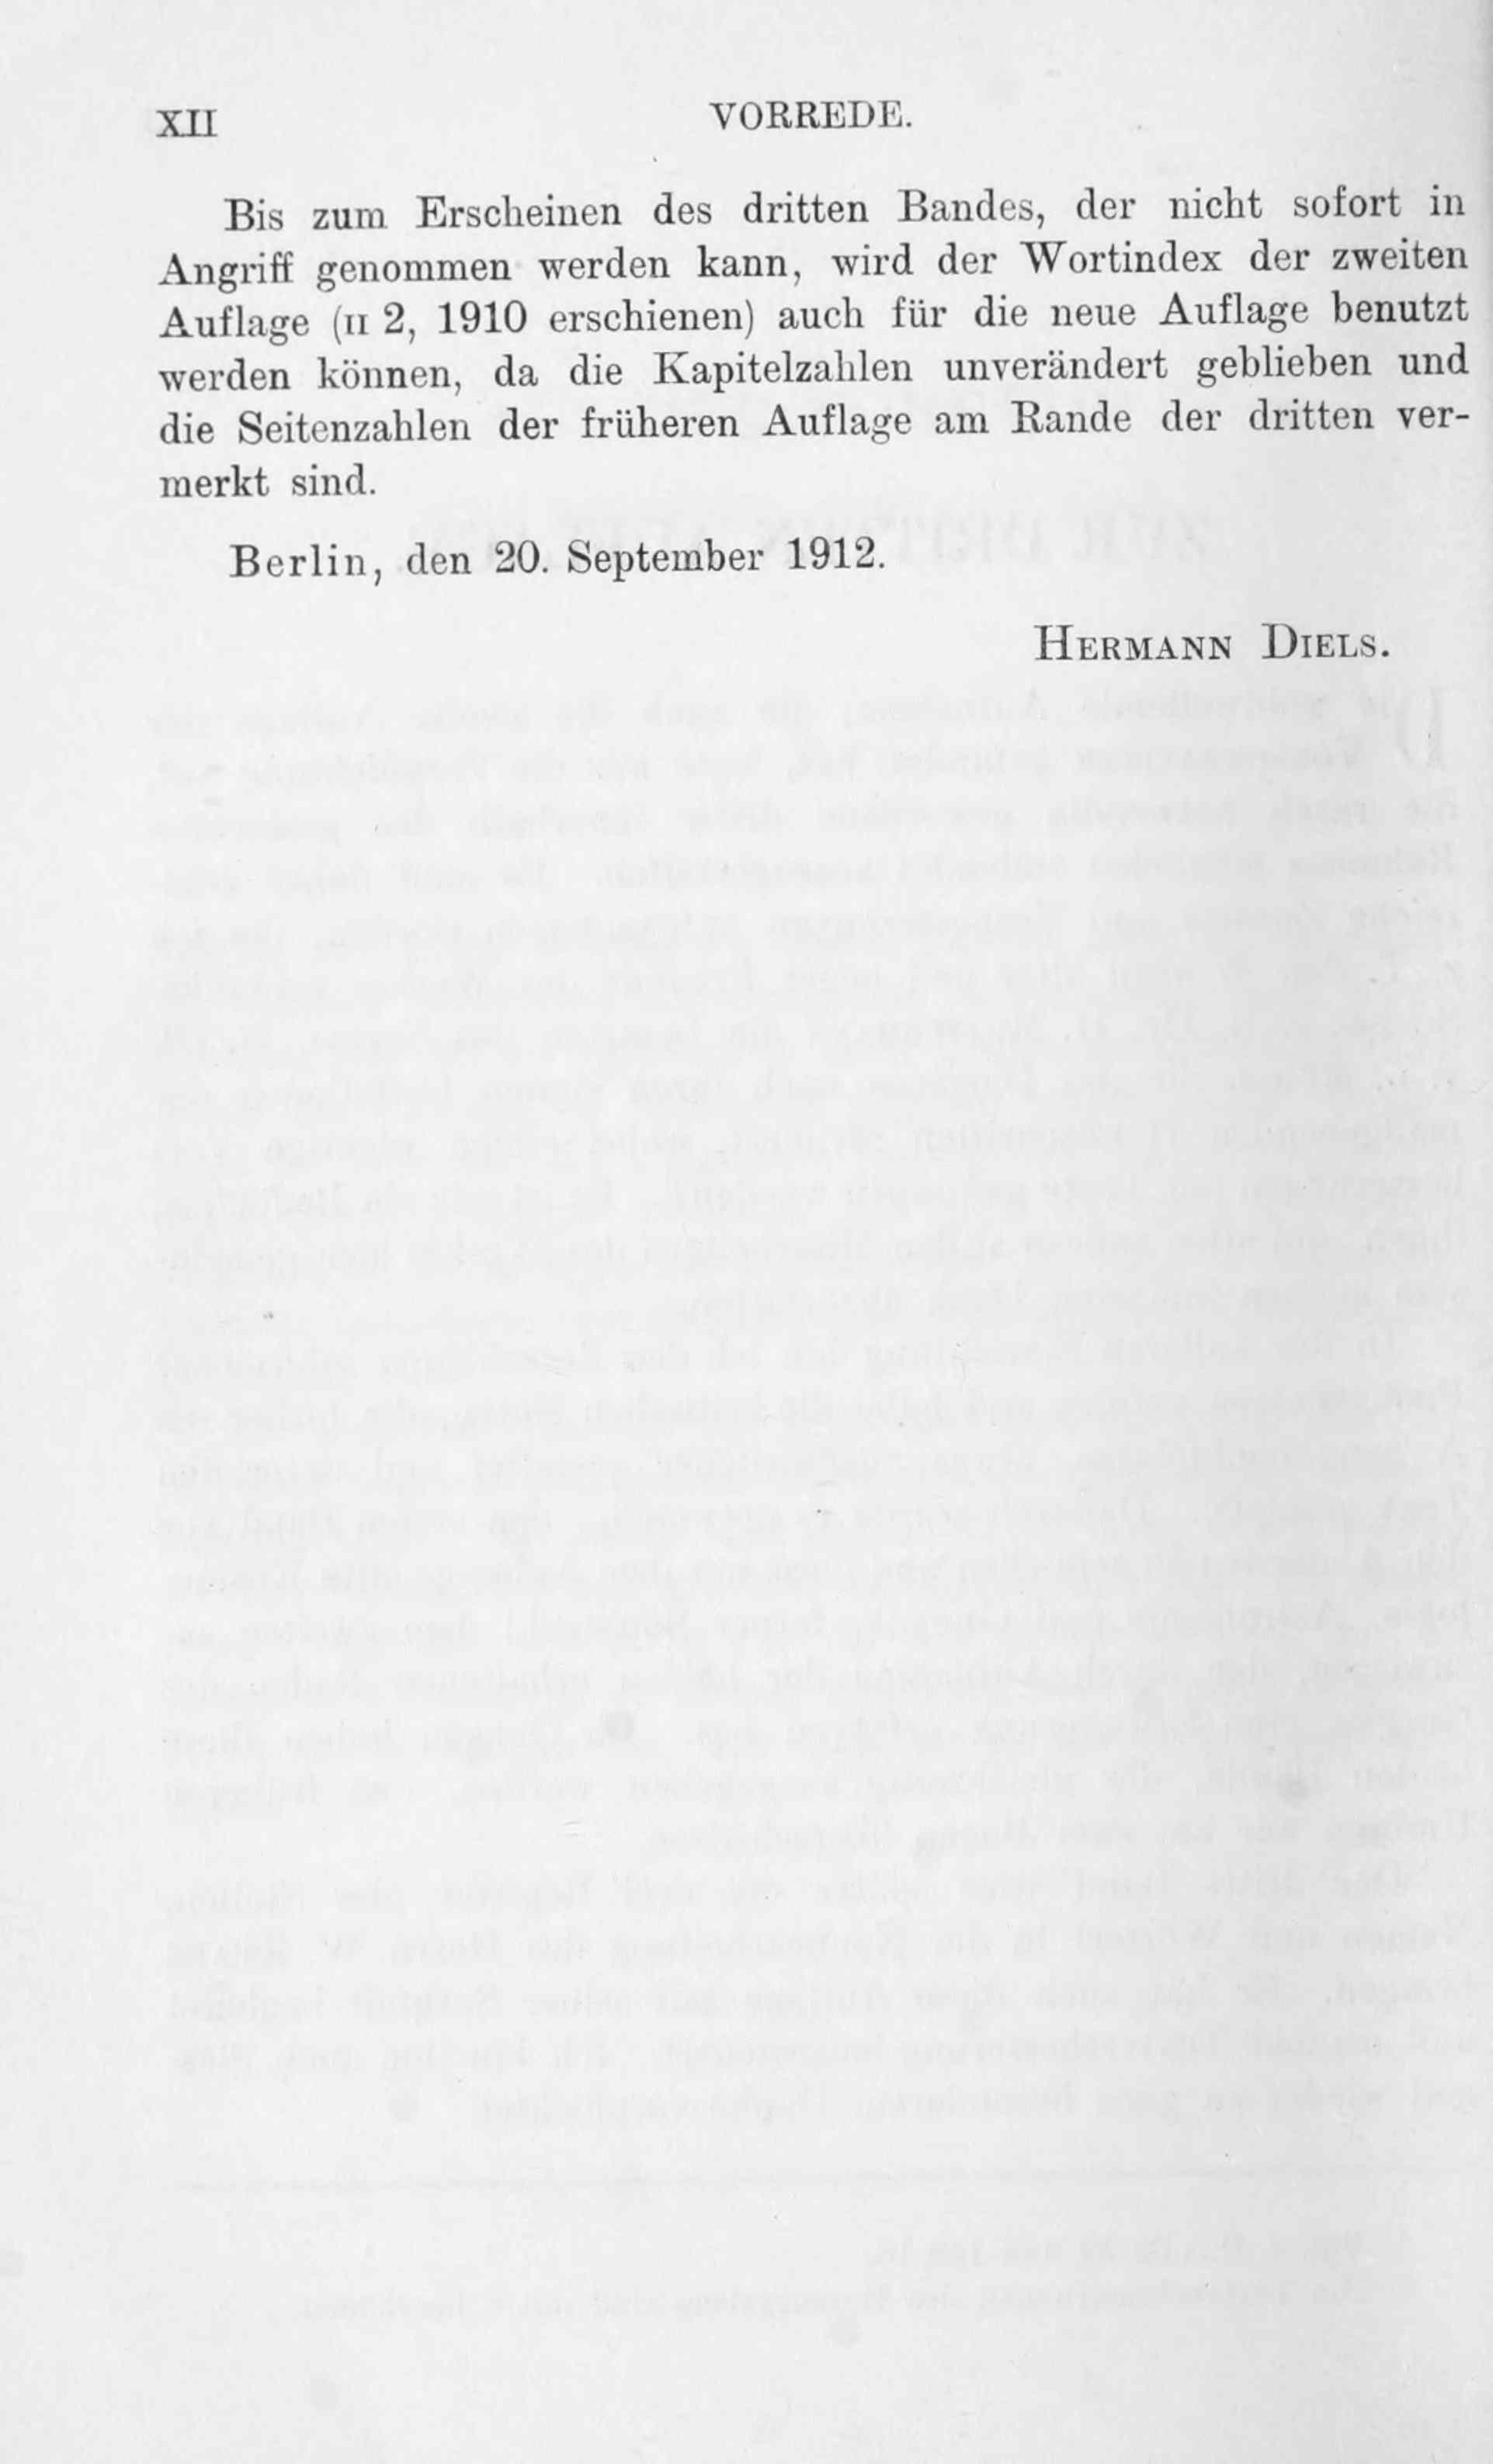 XII
VORREDE.
Bis zum Erscheinen des dritten Bandes, der nicht sofort in
Angriff genommen werden kann, wird der Wortindex der zweiten
Auflage (II 2, 1910 erschienen) auch für die neue Auflage benutzt
werden können, da die Kapitelzahlen unverändert geblieben und
die Seitenzahlen der früheren Auflage am Rande der dritten ver-
merkt sind.
Berlin, den 20. September 1912.
HERMANN DIELS.